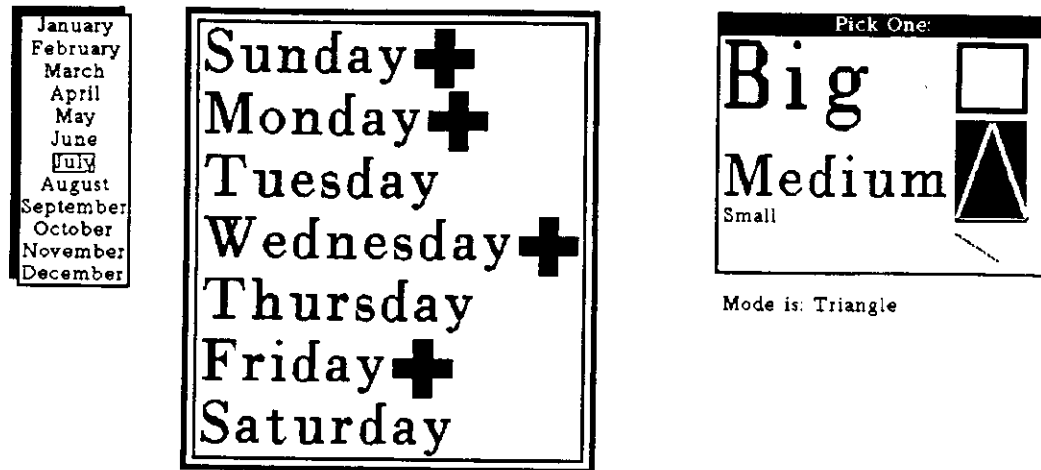 January
February
March
April
May
June
July
August
September
October
November
December
Sunday
Monday
Tuesday
Wednesday
Thursday
Friday
Saturday
Pick One:
Big
Medium
Small
Mode is: Triangle